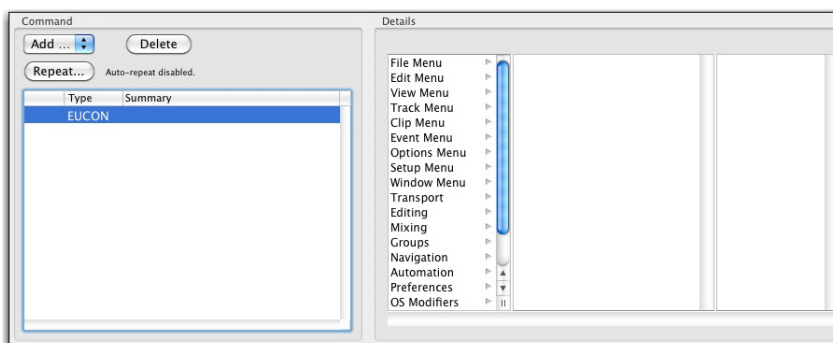 Command
Add ...
Delete
Repeat...
Auto-repeat disabled.
Type Summary
EUCON
Details
File Menu
Edit Menu
View Menu
Track Menu
Clip Menu
Event Menu
Options Menu
Setup Menu
Window Menu
Transport
Editing
Mixing
Groups
Navigation
Automation
Preferences
OS Modifiers